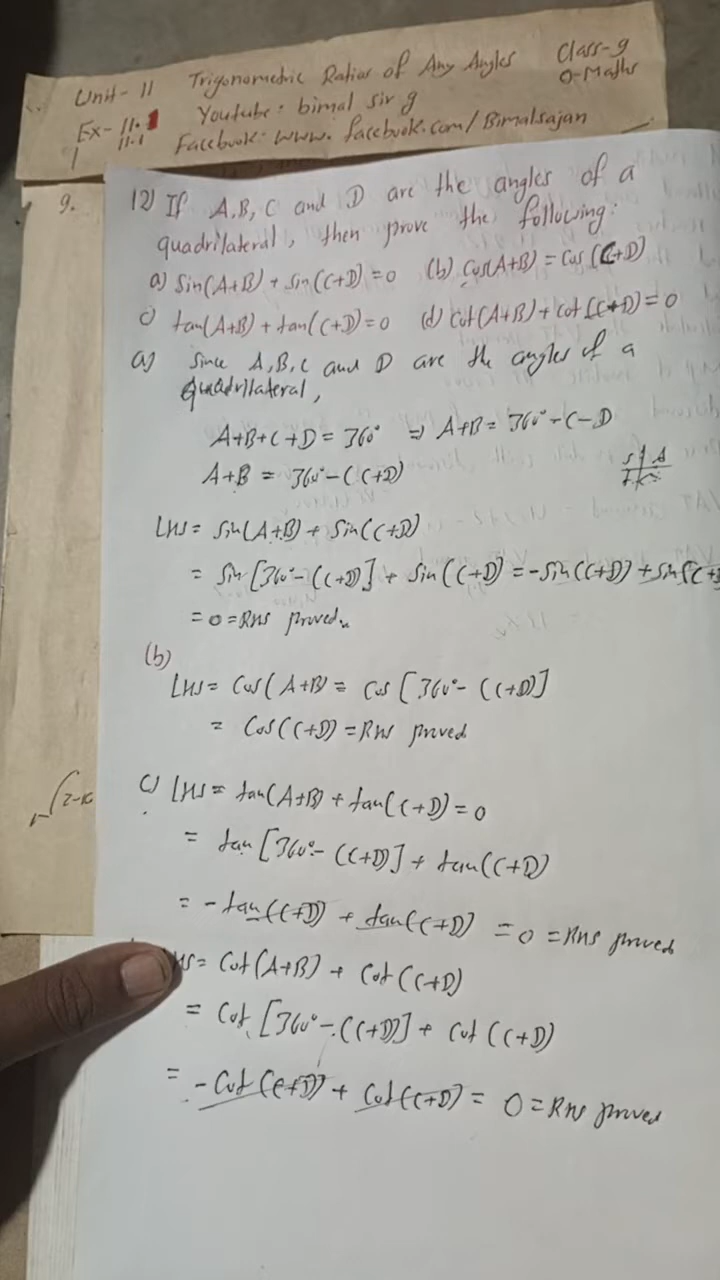 Unit- 11 Trigonometric Ratios of Any Angles Class-9
O-Maths
Ex- 11.1 Youtube: bimal sir g
11.1
Facebook- www. facebook.com/Bimalsajan
9.
12) If A,B, C and D are the angles of a
quadrilateral, then prove the following:
a) Sin(A+B) + Sin(C+D) = 0 (b) Cos(A+B) = Cos (C+D)
c) tan(A+B) + tan(C+D) = 0 (d) Cot(A+B) + Cot (C+D) = 0
(a) Since A,B,C and D are the angles of a
Quadrilateral,
A+B+C+D = 360° ⇒ A+B = 360° - C - D
A+B = 360° - (C+D)
S A
T C
LHS = Sin(A+B) + Sin(C+D)
= Sin [360° - (C+D)] + Sin (C+D) = -Sin(C+D) + Sin(C+D
= 0 = RHS proved.
(b)
LHS = Cos(A+B) = Cos [360° - (C+D)]
= Cos(C+D) = RHS proved
c) LHS = tan(A+B) + tan(C+D) = 0
= tan [360° - (C+D)] + tan(C+D)
= - tan(C+D) + tan(C+D) = 0 = RHS proved
HS = Cot (A+B) + Cot (C+D)
= Cot [360° - (C+D)] + Cot (C+D)
= - Cot (C+D) + Cot(C+D) = 0 = RHS proved